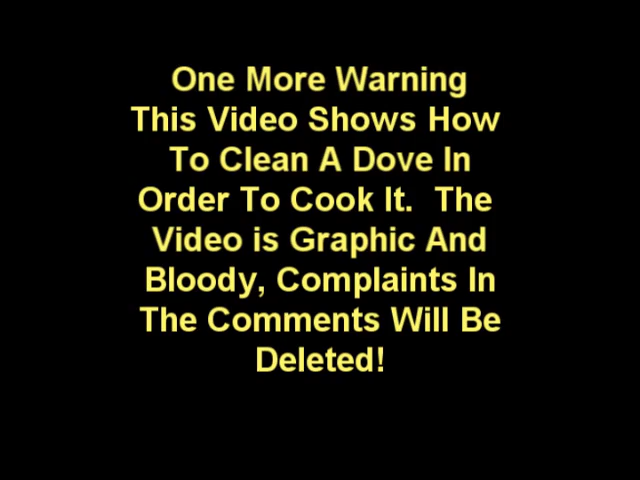 One More Warning
This Video Shows How
To Clean A Dove In
Order To Cook It.  The
Video is Graphic And
Bloody, Complaints In
The Comments Will Be
Deleted!